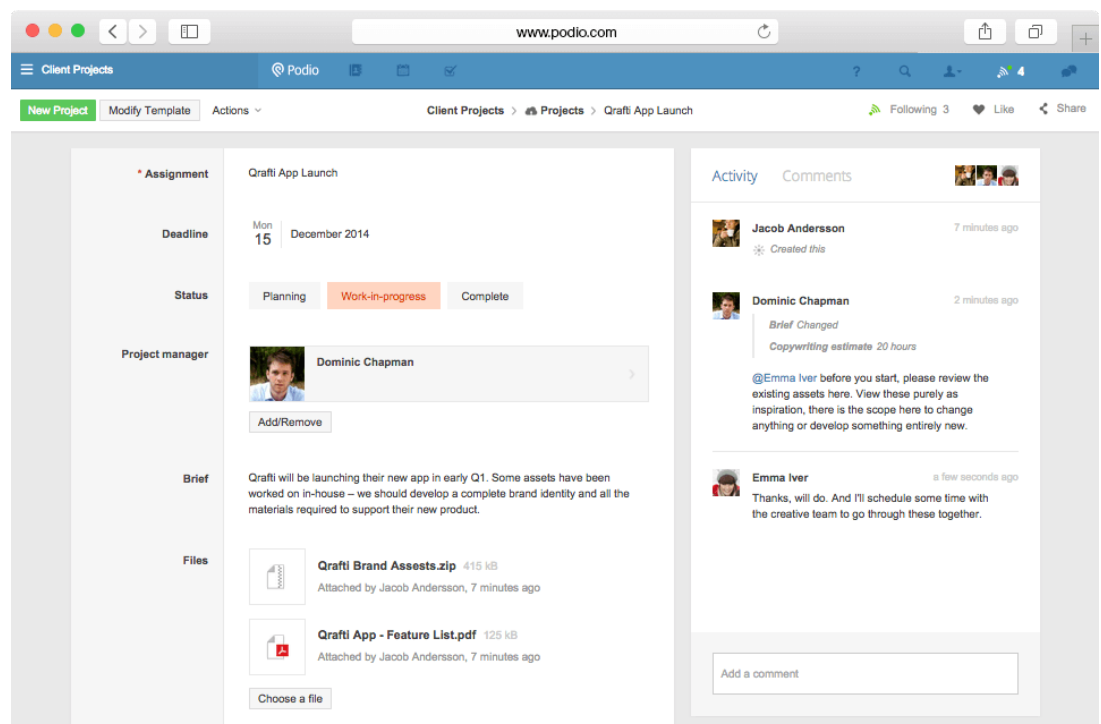 www.podio.com
Client Projects
Podio
?
4
New Project
Modify Template
Actions
Client Projects > Projects > Qrafti App Launch
Following 3
Like
Share
* Assignment
Qrafti App Launch
Deadline
Mon
15
December 2014
Status
Planning
Work-in-progress
Complete
Project manager
Dominic Chapman
Add/Remove
Brief
Qrafti will be launching their new app in early Q1. Some assets have been
worked on in-house – we should develop a complete brand identity and all the
materials required to support their new product.
Files
Qrafti Brand Assests.zip 415 kB
Attached by Jacob Andersson, 7 minutes ago
Qrafti App - Feature List.pdf 125 kB
Attached by Jacob Andersson, 7 minutes ago
Choose a file
Activity
Comments
Jacob Andersson
7 minutes ago
Created this
Dominic Chapman
2 minutes ago
Brief Changed
Copywriting estimate 20 hours
@Emma Iver before you start, please review the
existing assets here. View these purely as
inspiration, there is the scope here to change
anything or develop something entirely new.
Emma Iver
a few seconds ago
Thanks, will do. And I'll schedule some time with
the creative team to go through these together.
Add a comment